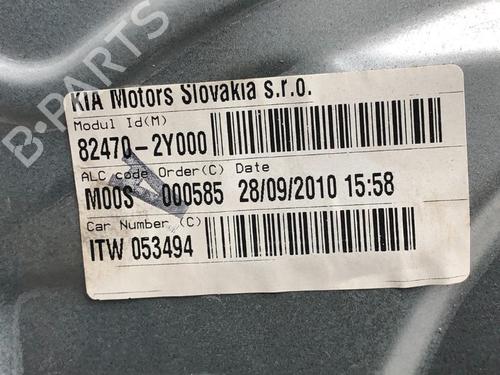 B-PARTS
KIA Motors Slovakia s.r.o.
Modul Id(M)
82470-2Y000
ALC code Order(C) Date
M00S 000585 28/09/2010 15:58
Car Number (C)
ITW 053494